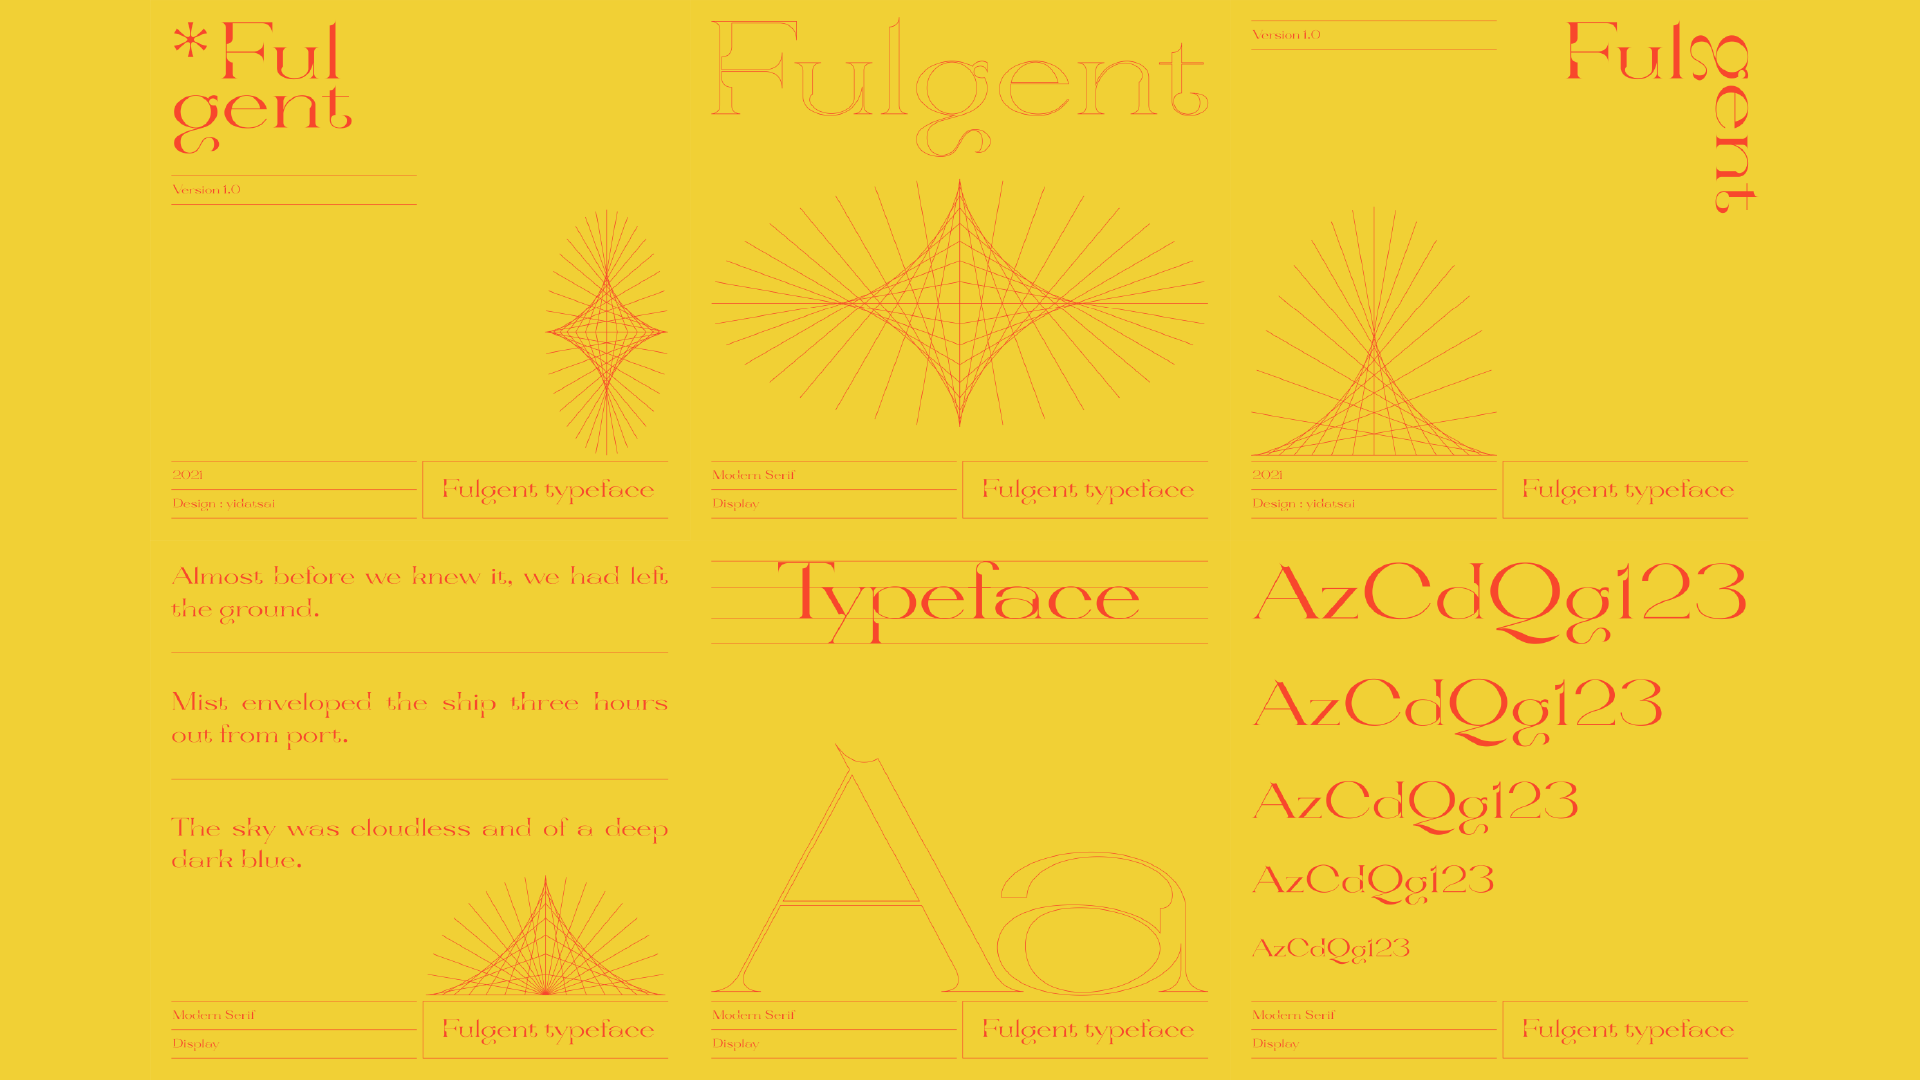 *Ful
gent
Version 1.0
2021
Design : yidatsai
Fulgent typeface
Fulgent
Modern Serif
Display
Fulgent typeface
Version 1.0
Fulgent
2021
Design : yidatsai
Fulgent typeface
Almost before we knew it, we had left
the ground.
Mist enveloped the ship three hours
out from port.
The sky was cloudless and of a deep
dark blue.
Modern Serif
Display
Fulgent typeface
Typeface
Aa
Modern Serif
Display
Fulgent typeface
AzCdQg123
AzCdQg123
AzCdQg123
AzCdQg123
AzCdQg123
Modern Serif
Display
Fulgent typeface